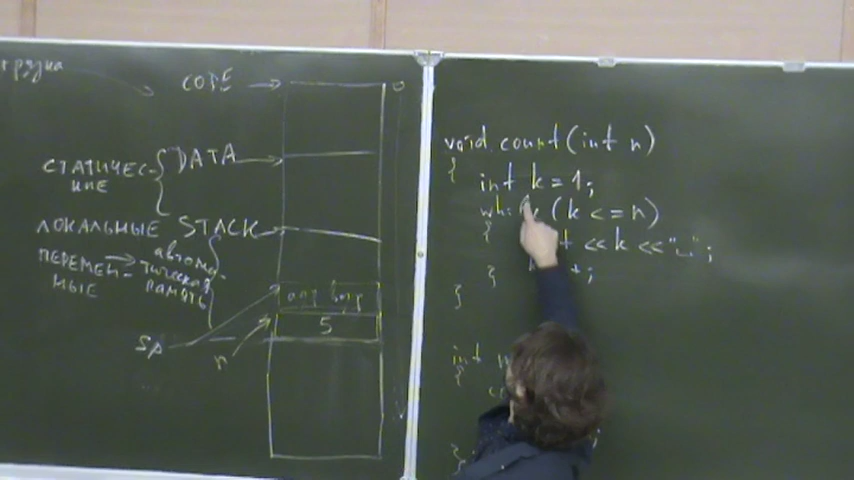 CODE
СТАТИЧЕС-
КИЕ
DATA
ЛОКАЛЬНЫЕ STACK
ПЕРЕМЕН-
НЫЕ
автома-
тическая
память
5
sp
n
void count(int n)
{
int k = 1;
(k <= n)
{
<< k << "␣";
}
}
int
{
}